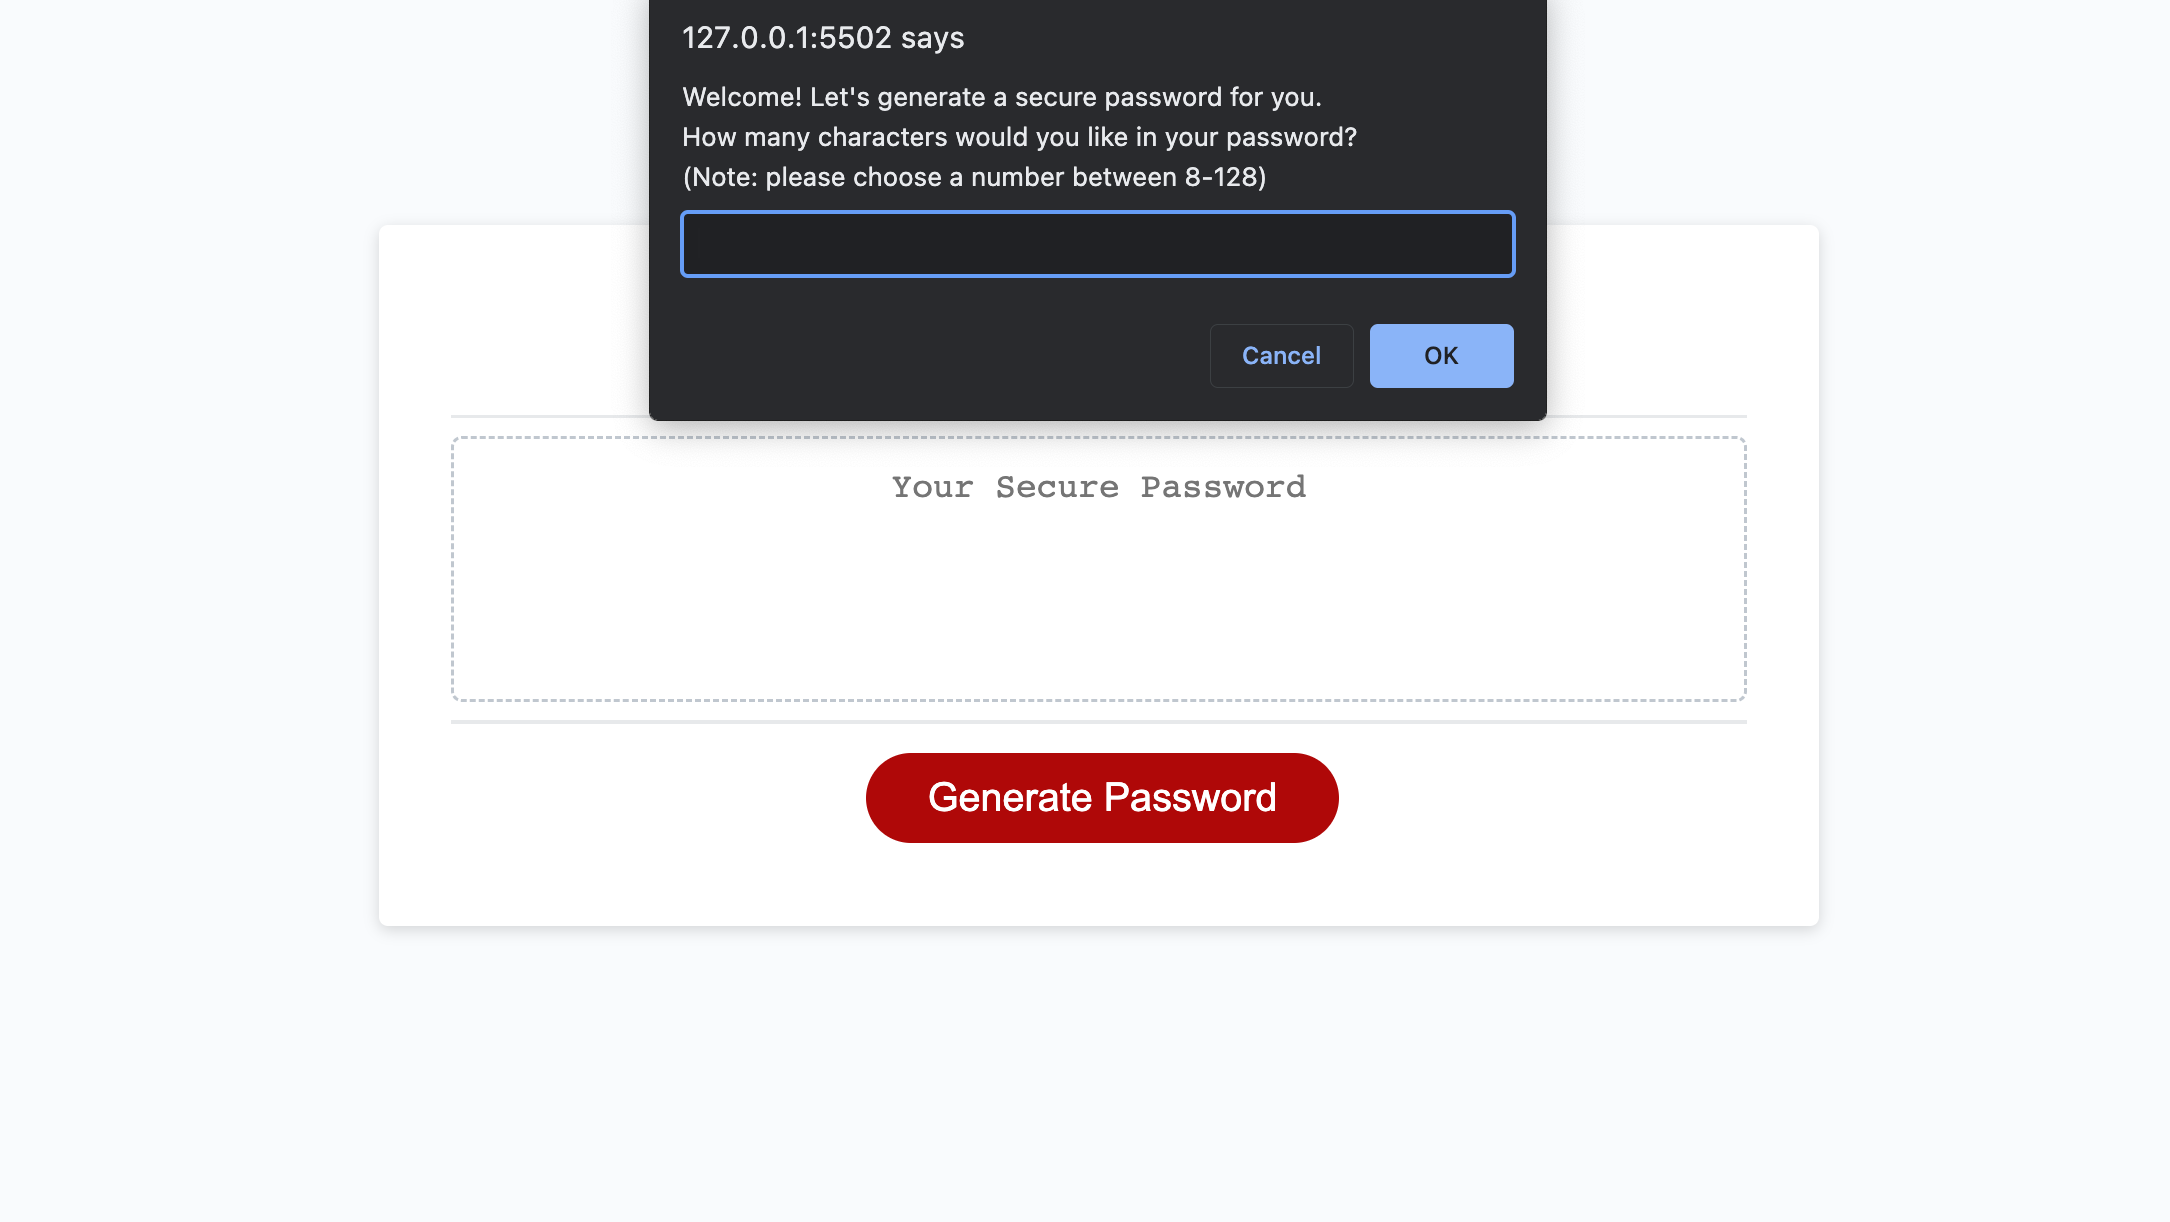 127.0.0.1:5502 says
Welcome! Let's generate a secure password for you.
How many characters would you like in your password?
(Note: please choose a number between 8-128)
Cancel
OK
Your Secure Password
Generate Password